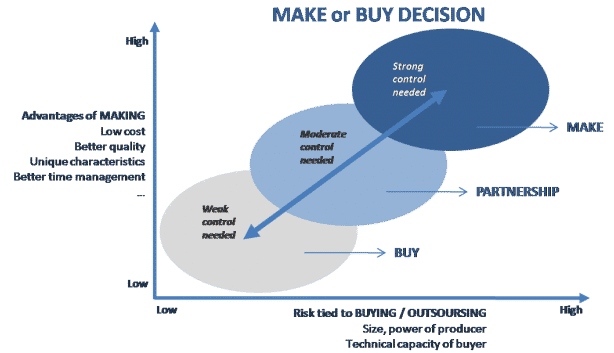 MAKE or BUY DECISION
High
Strong
control
needed
Advantages of MAKING
Low cost
Better quality
Unique characteristics
Better time management
...
MAKE
Moderate
control
needed
PARTNERSHIP
Weak
control
needed
BUY
Low
Low
Risk tied to BUYING / OUTSOURSING
High
Size, power of producer
Technical capacity of buyer